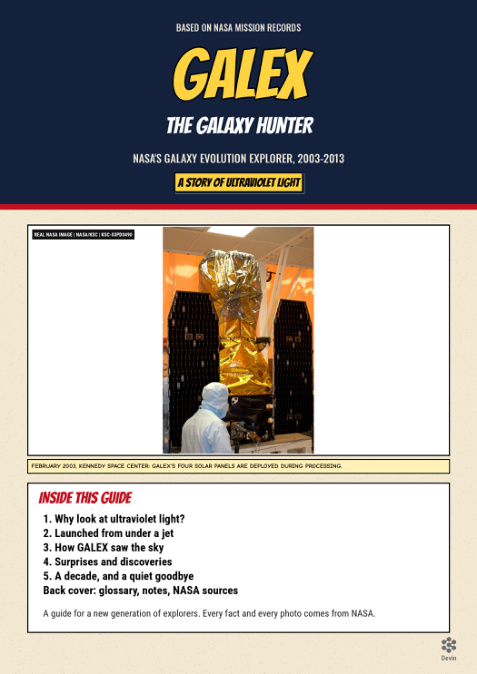 BASED ON NASA MISSION RECORDS
GALEX
THE GALAXY HUNTER
NASA'S GALAXY EVOLUTION EXPLORER, 2003-2013
A STORY OF ULTRAVIOLET LIGHT
REAL NASA IMAGE | NASA/KSC | KSC-03PD0490
FEBRUARY 2003, KENNEDY SPACE CENTER: GALEX'S FOUR SOLAR PANELS ARE DEPLOYED DURING PROCESSING.
INSIDE THIS GUIDE
1. Why look at ultraviolet light?
2. Launched from under a jet
3. How GALEX saw the sky
4. Surprises and discoveries
5. A decade, and a quiet goodbye
Back cover: glossary, notes, NASA sources
A guide for a new generation of explorers. Every fact and every photo comes from NASA.
Devin